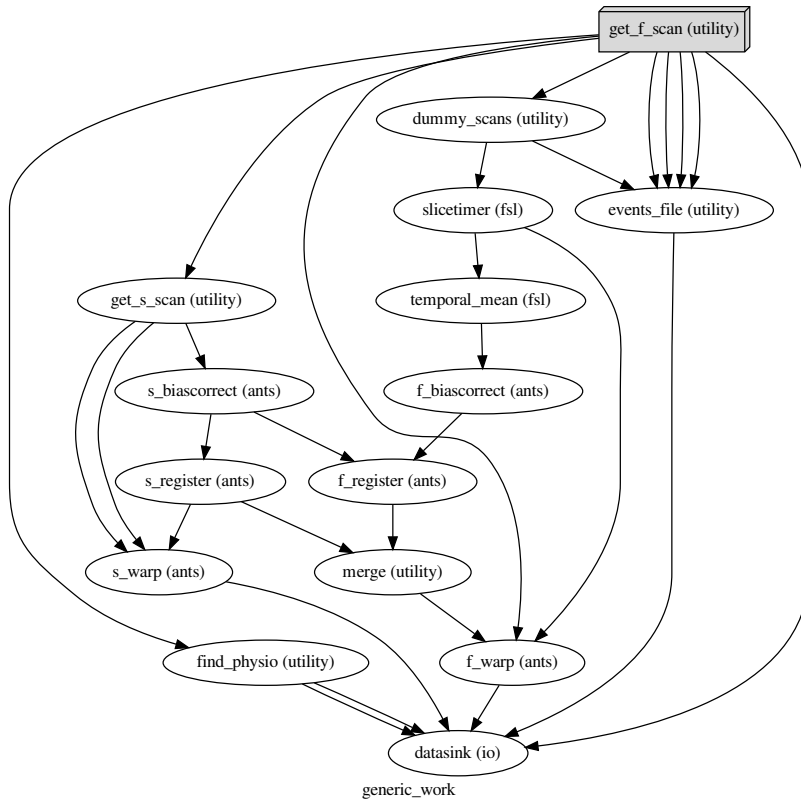 get_f_scan (utility)
dummy_scans (utility)
slicetimer (fsl)
events_file (utility)
get_s_scan (utility)
temporal_mean (fsl)
s_biascorrect (ants)
f_biascorrect (ants)
s_register (ants)
f_register (ants)
s_warp (ants)
merge (utility)
find_physio (utility)
f_warp (ants)
datasink (io)
generic_work